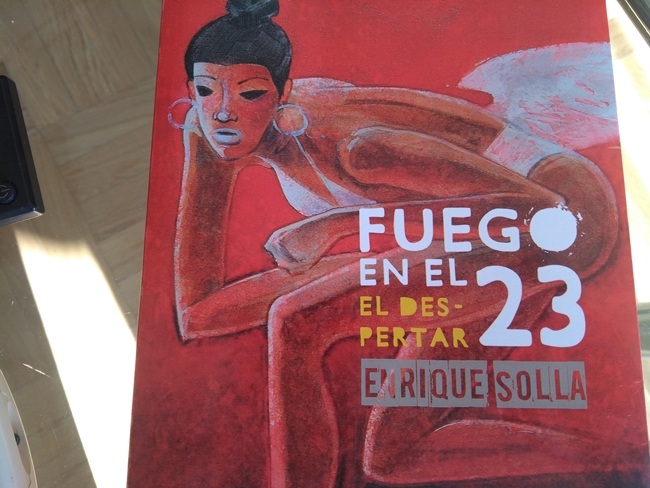 FUEGO
EN EL 23
EL DES-
PERTAR
ENRIQUE SOLLA